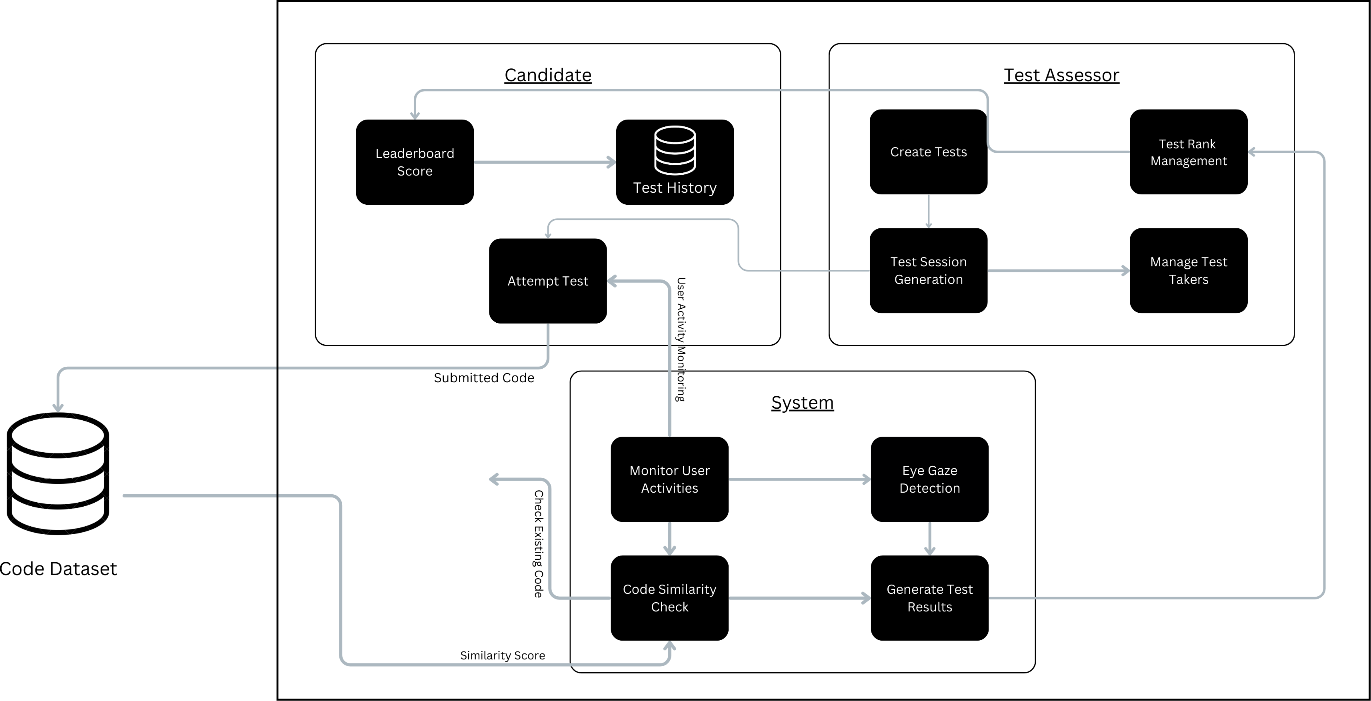 Candidate
Test Assessor
Leaderboard
Score
Test History
Create Tests
Test Rank
Management
Attempt Test
Test Session
Generation
Manage Test
Takers
User Activity Monitoring
Submitted Code
System
Monitor User
Activities
Eye Gaze
Detection
Check Existing Code
Code Similarity
Check
Generate Test
Results
Code Dataset
Similarity Score